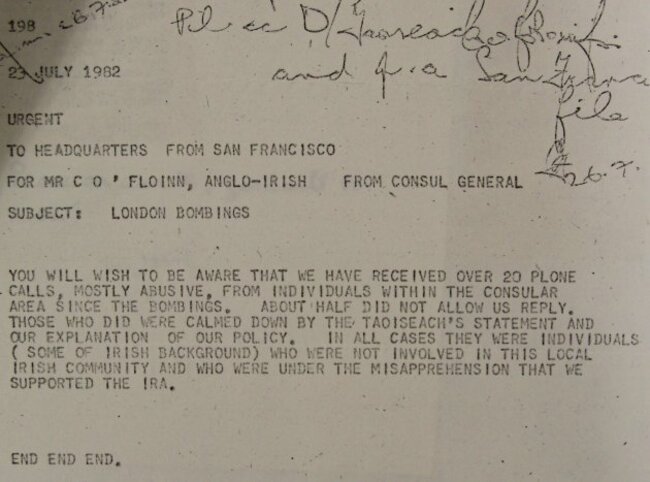 198
Pl cc D/Taoiseach
and
San
file
26.7.
23 JULY 1982
URGENT
TO HEADQUARTERS FROM SAN FRANCISCO
FOR MR C O ' FLOINN, ANGLO-IRISH FROM CONSUL GENERAL
SUBJECT: LONDON BOMBINGS
YOU WILL WISH TO BE AWARE THAT WE HAVE RECEIVED OVER 20 PLONE
CALLS, MOSTLY ABUSIVE, FROM INDIVIDUALS WITHIN THE CONSULAR
AREA SINCE THE BOMBINGS. ABOUT HALF DID NOT ALLOW US REPLY.
THOSE WHO DID WERE CALMED DOWN BY THE TAOISEACH'S STATEMENT AND
OUR EXPLANATION OF OUR POLICY. IN ALL CASES THEY WERE INDIVIDUALS
( SOME OF IRISH BACKGROUND) WHO WERE NOT INVOLVED IN THIS LOCAL
IRISH COMMUNITY AND WHO WERE UNDER THE MISAPPREHENSION THAT WE
SUPPORTED THE IRA.
END END END.